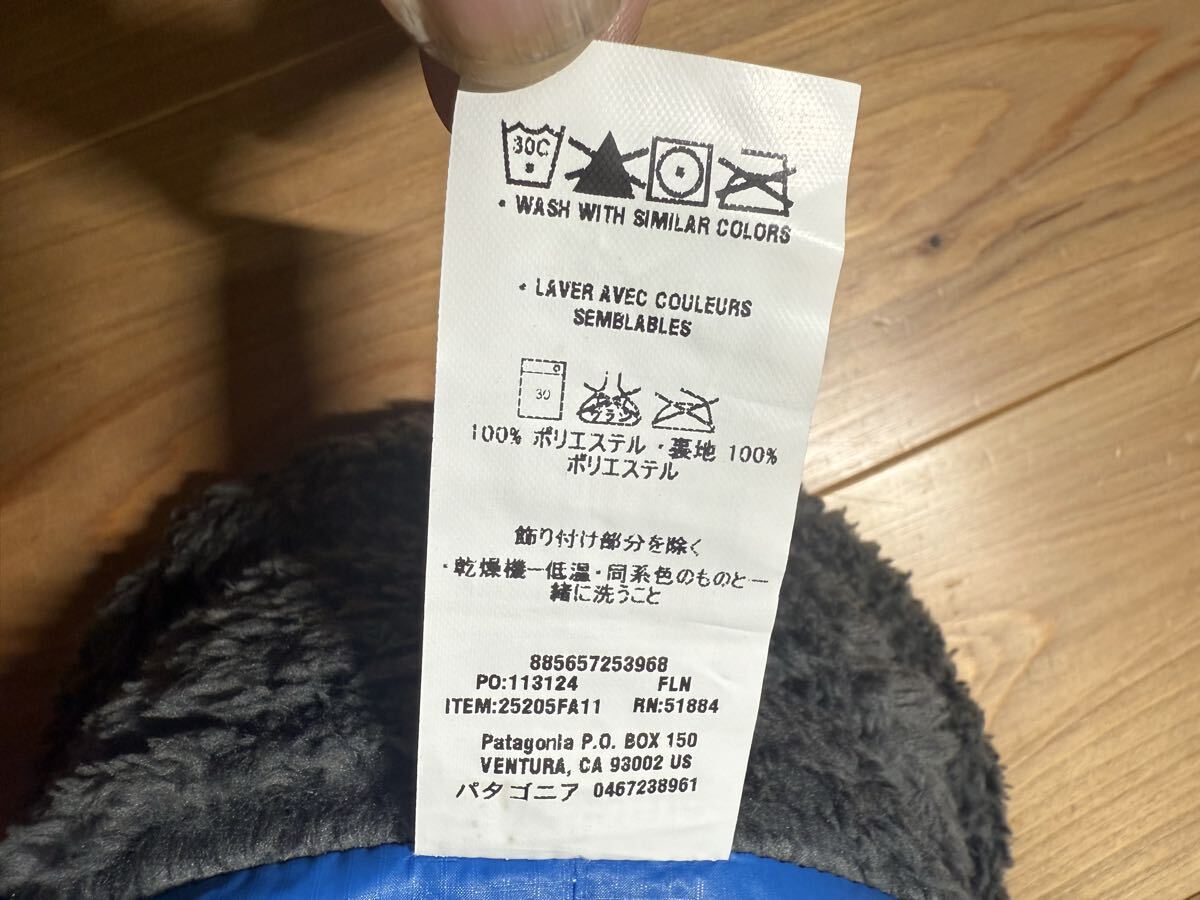 30C
• WASH WITH SIMILAR COLORS
• LAVER AVEC COULEURS
SEMBLABLES
30
100% ポリエステル・裏地 100%
ポリエステル
飾り付け部分を除く
・乾燥機ー低温・同系色のものとー
緒に洗うこと
885657253968
PO:113124 FLN
ITEM:25205FA11 RN:51884
Patagonia P.O. BOX 150
VENTURA, CA 93002 US
パタゴニア 0467238961